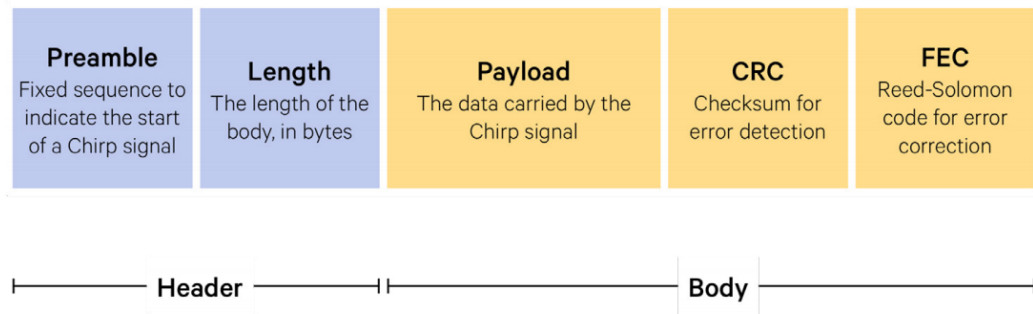 Preamble
Fixed sequence to
indicate the start
of a Chirp signal
Length
The length of the
body, in bytes
Payload
The data carried by the
Chirp signal
CRC
Checksum for
error detection
FEC
Reed-Solomon
code for error
correction
Header
Body